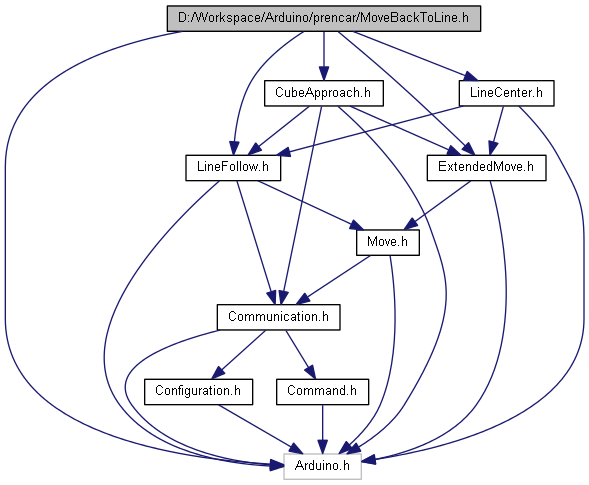 D:/Workspace/Arduino/prencar/MoveBackToLine.h
CubeApproach.h
LineCenter.h
LineFollow.h
ExtendedMove.h
Move.h
Communication.h
Configuration.h
Command.h
Arduino.h